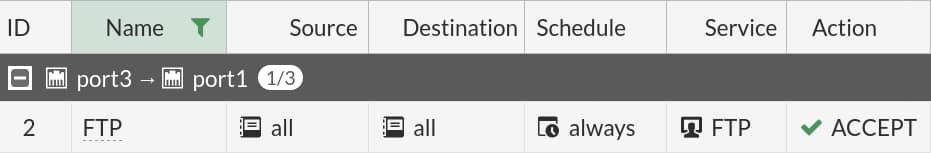 ID Name Source Destination Schedule Service Action
port3 → port1 1/3
2 FTP all all always FTP ACCEPT